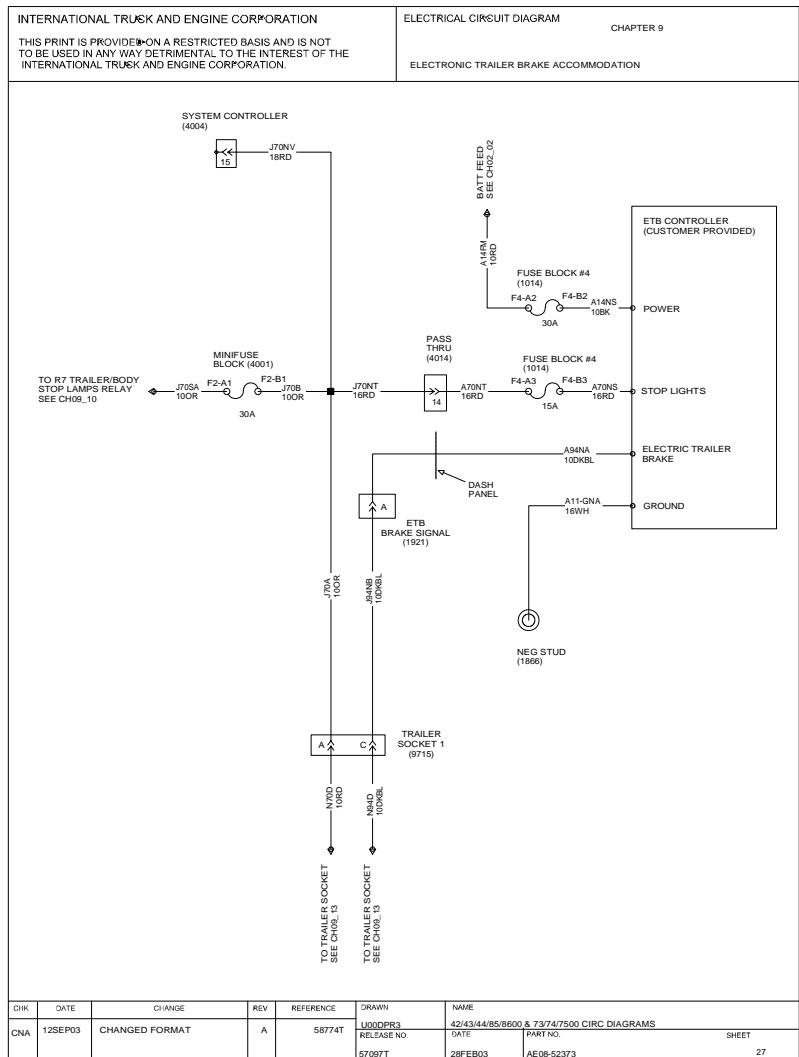 INTERNATIONAL TRUCK AND ENGINE CORPORATION
THIS PRINT IS PROVIDED ON A RESTRICTED BASIS AND IS NOT
TO BE USED IN ANY WAY DETRIMENTAL TO THE INTEREST OF THE
INTERNATIONAL TRUCK AND ENGINE CORPORATION.
ELECTRICAL CIRCUIT DIAGRAM
CHAPTER 9
ELECTRONIC TRAILER BRAKE ACCOMMODATION
SYSTEM CONTROLLER
(4004)
15
J70NV
18RD
BATT FEED
SEE CH02_02
A14FM
10RD
ETB CONTROLLER
(CUSTOMER PROVIDED)
FUSE BLOCK #4
(1014)
F4-A2
F4-B2
30A
A14NS
10BK
POWER
PASS
THRU
(4014)
14
FUSE BLOCK #4
(1014)
F4-A3
F4-B3
15A
A70NT
16RD
A70NS
16RD
STOP LIGHTS
MINIFUSE
BLOCK (4001)
TO R7 TRAILER/BODY
STOP LAMPS RELAY
SEE CH09_10
J70SA
10OR
F2-A1
F2-B1
30A
J70B
10OR
J70NT
16RD
A94NA
10DKBL
ELECTRIC TRAILER
BRAKE
DASH
PANEL
A
ETB
BRAKE SIGNAL
(1921)
A11-GNA
16WH
GROUND
J70A
10OR
J94NB
10DKBL
NEG STUD
(1866)
A
C
TRAILER
SOCKET 1
(9715)
N70D
10RD
N94D
10DKBL
TO TRAILER SOCKET
SEE CH09_13
TO TRAILER SOCKET
SEE CH09_13
CHK
DATE
CHANGE
REV
REFERENCE
DRAWN
NAME
CNA
12SEP03
CHANGED FORMAT
A
58774T
U00DPR3
42/43/44/85/8600 & 73/74/7500 CIRC DIAGRAMS
RELEASE NO.
DATE
PART NO.
SHEET
57097T
28FEB03
AE08-52373
27